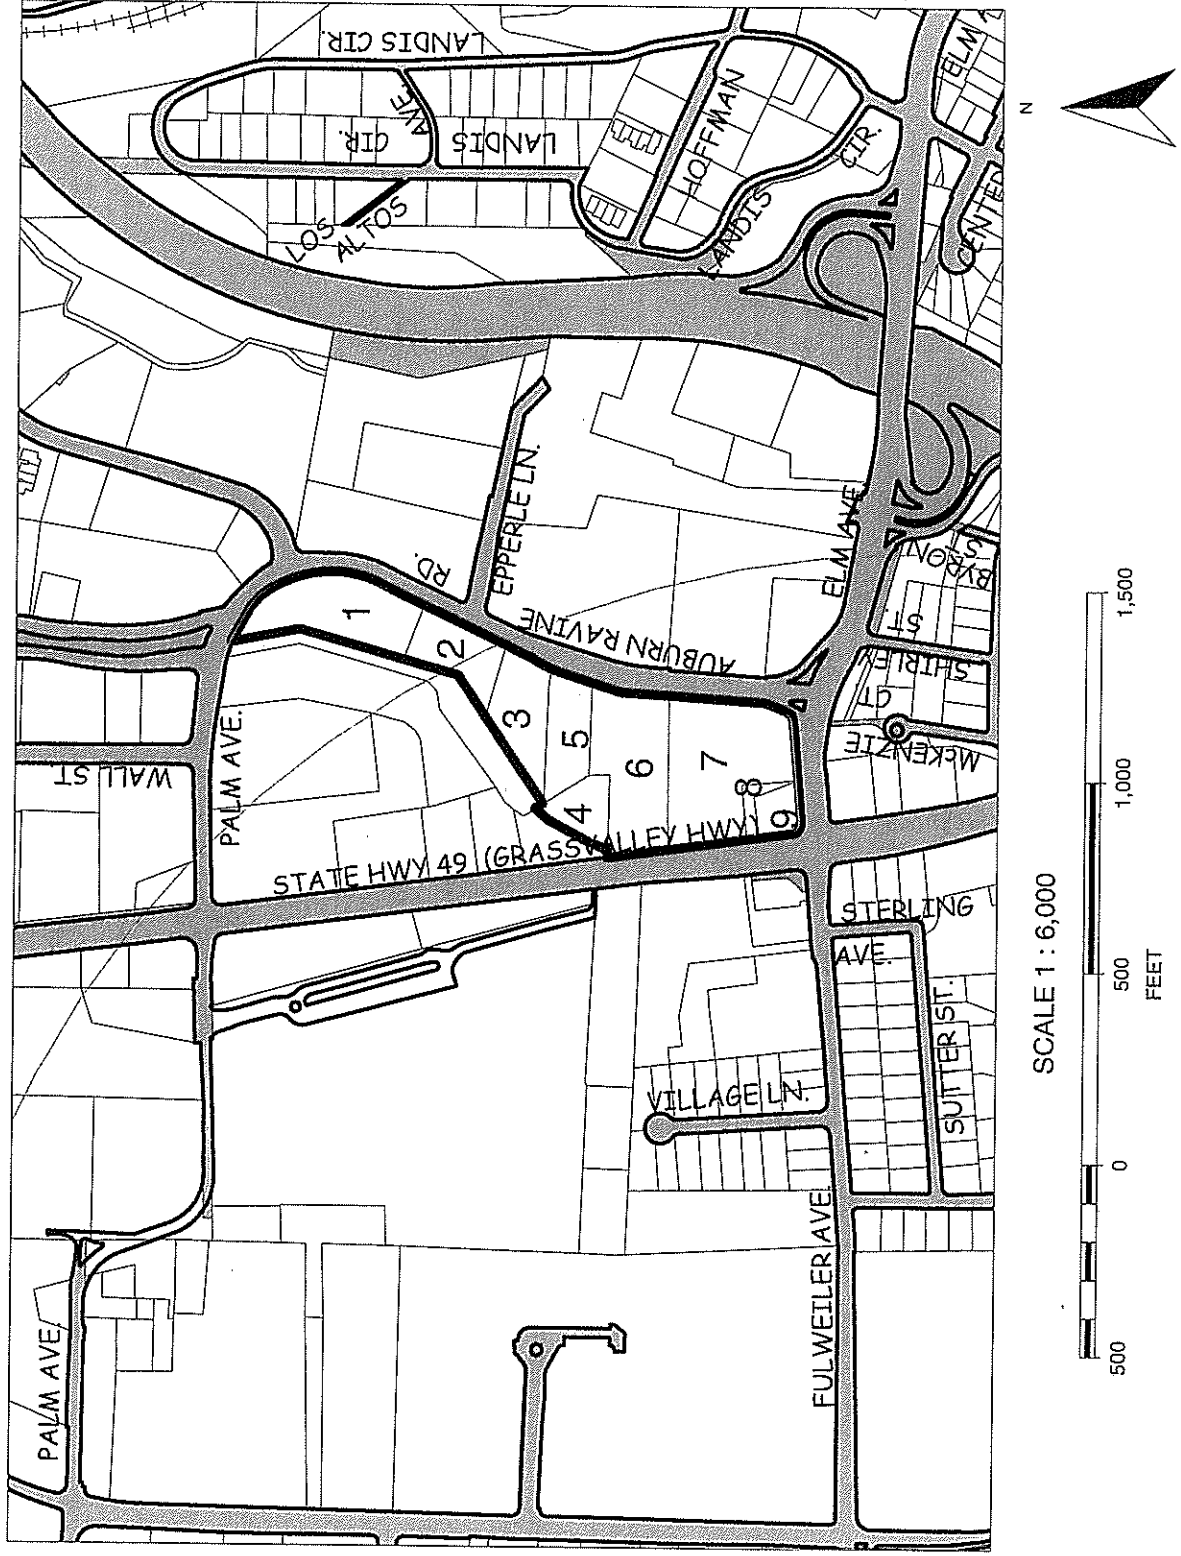 LANDIS CIR.
AVE.
CIR.
LANDIS
LOS
ALTOS
HOFFMAN
CIR.
LANDIS
ELM A
CENTER
N
WALL ST.
PALM AVE.
1
RD.
2
EPPERLE LN.
3
AUBURN RAVINE
4
5
6
7
8
9
ELM AVE
STATE HWY 49 (GRASSVALLEY HWY)
BYRON
ST.
SHIRLEY
ST.
McKENZIE
CT
STERLING
AVE.
SUTTER ST.
VILLAGE LN.
PALM AVE.
FULWEILER AVE.
SCALE 1 : 6,000
500
0
500
1,000
1,500
FEET